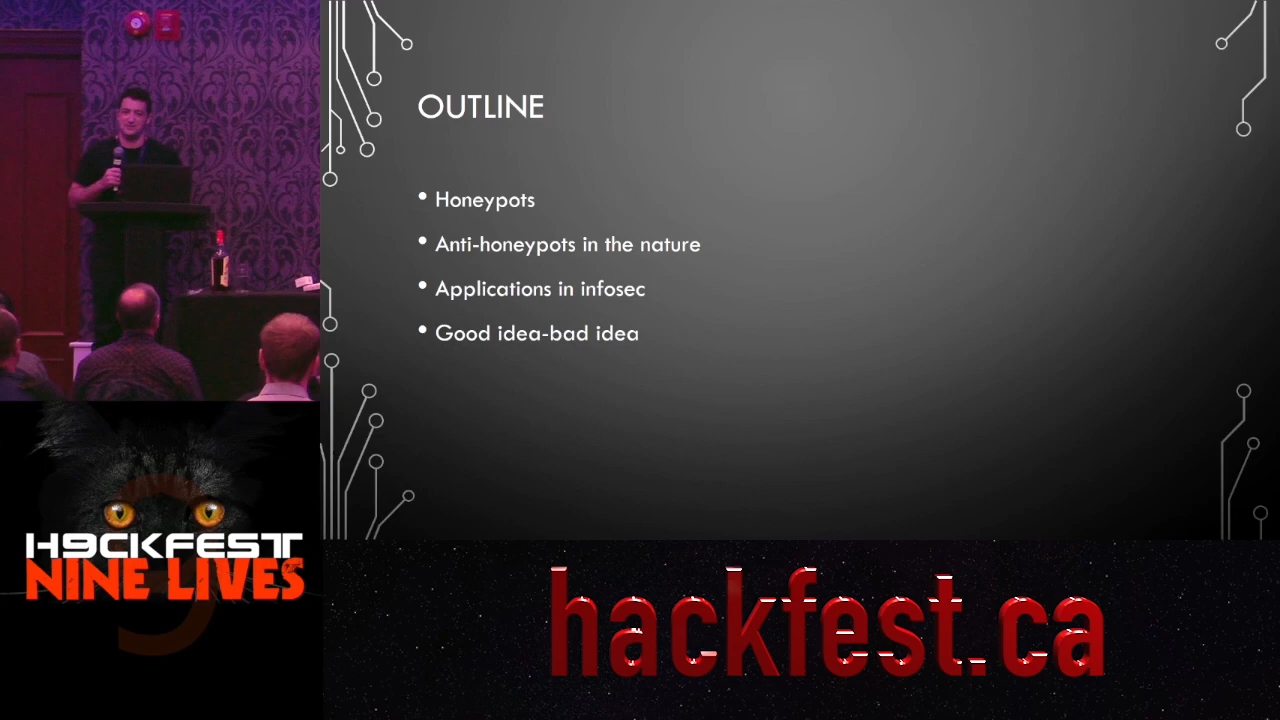 OUTLINE
• Honeypots
• Anti-honeypots in the nature
• Applications in infosec
• Good idea-bad idea
H9CKFEST
NINE LIVES
hackfest.ca